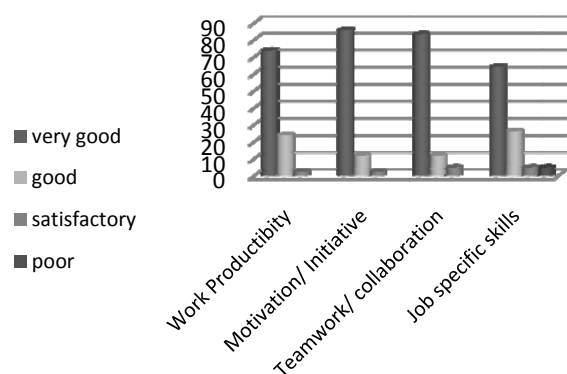 90
80
70
60
50
40
30
20
10
0
very good
good
satisfactory
poor
Work Productibity
Motivation/ Initiative
Teamwork/ collaboration
Job specific skills